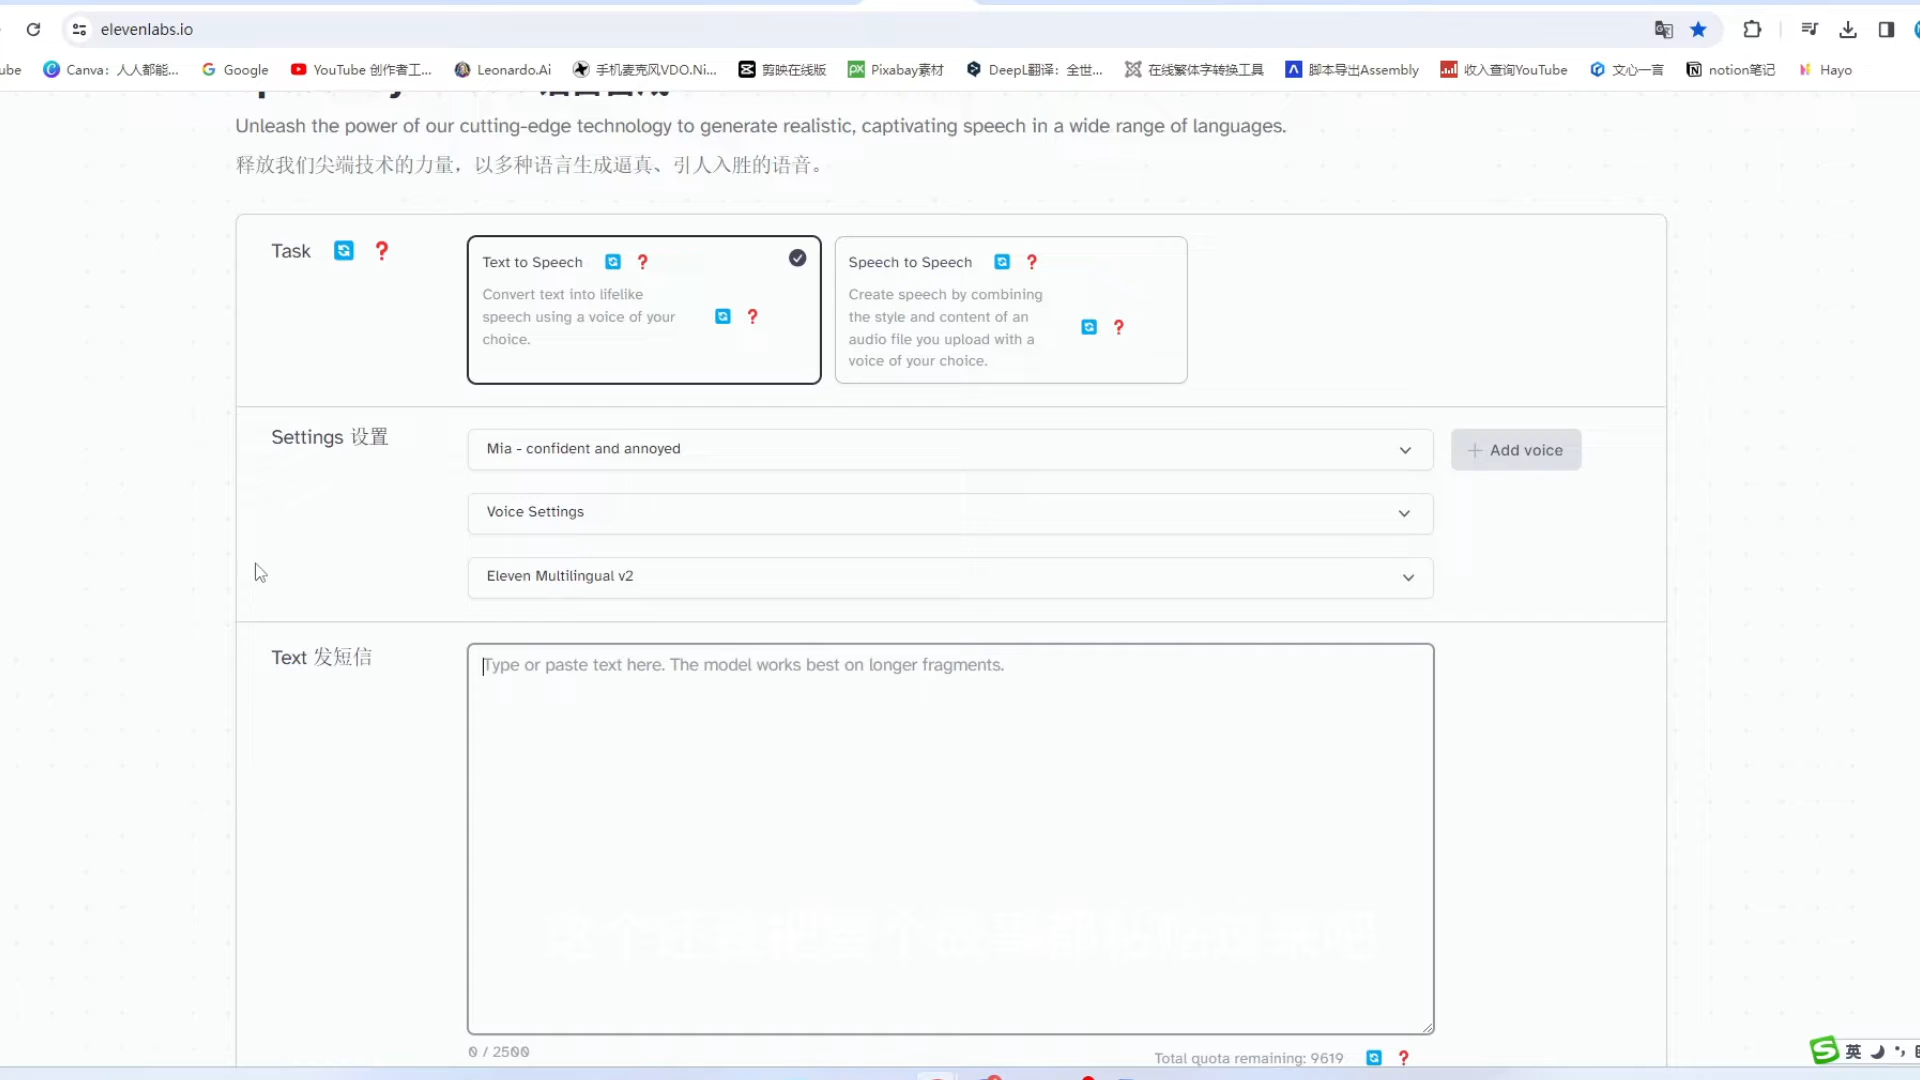 elevenlabs.io
ube Canva：人人都能... Google YouTube 创作者工... Leonardo.Ai 手机麦克风VDO.Ni... 剪映在线版 Pixabay素材 DeepL翻译：全世... 在线繁体字转换工具 脚本导出Assembly 收入查询YouTube 文心一言 notion笔记 Hayo
Unleash the power of our cutting-edge technology to generate realistic, captivating speech in a wide range of languages.
释放我们尖端技术的力量，以多种语言生成逼真、引人入胜的语音。
Task
Text to Speech
Convert text into lifelike
speech using a voice of your
choice.
Speech to Speech
Create speech by combining
the style and content of an
audio file you upload with a
voice of your choice.
Settings 设置
Mia - confident and annoyed
Add voice
Voice Settings
Eleven Multilingual v2
Text 发短信
Type or paste text here. The model works best on longer fragments.
0 / 2500
Total quota remaining: 9619
英